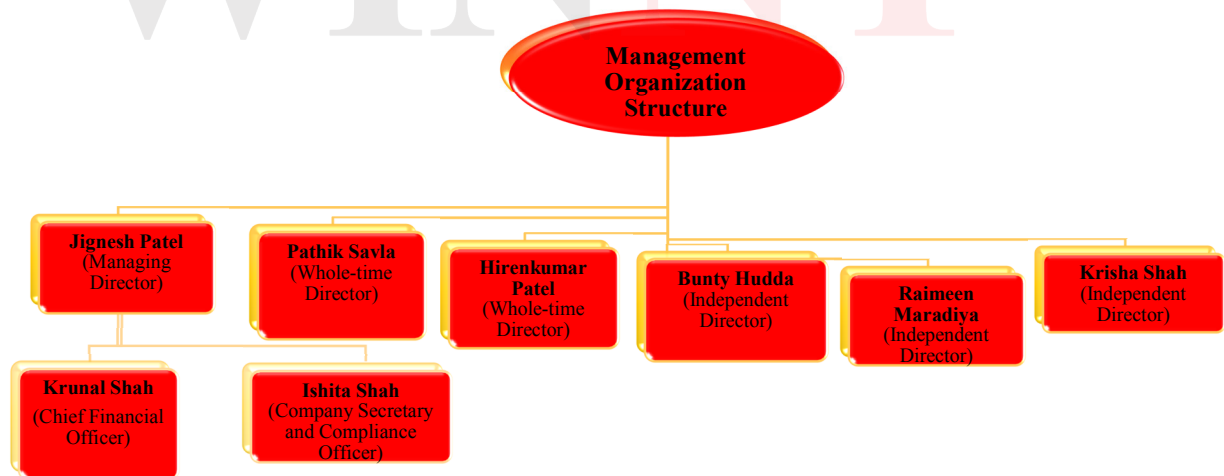 WINNY
Management
Organization
Structure
Jignesh Patel
(Managing
Director)
Pathik Savla
(Whole-time
Director)
Hirenkumar
Patel
(Whole-time
Director)
Bunty Hudda
(Independent
Director)
Raimeen
Maradiya
(Independent
Director)
Krisha Shah
(Independent
Director)
Krunal Shah
(Chief Financial
Officer)
Ishita Shah
(Company Secretary
and Compliance
Officer)